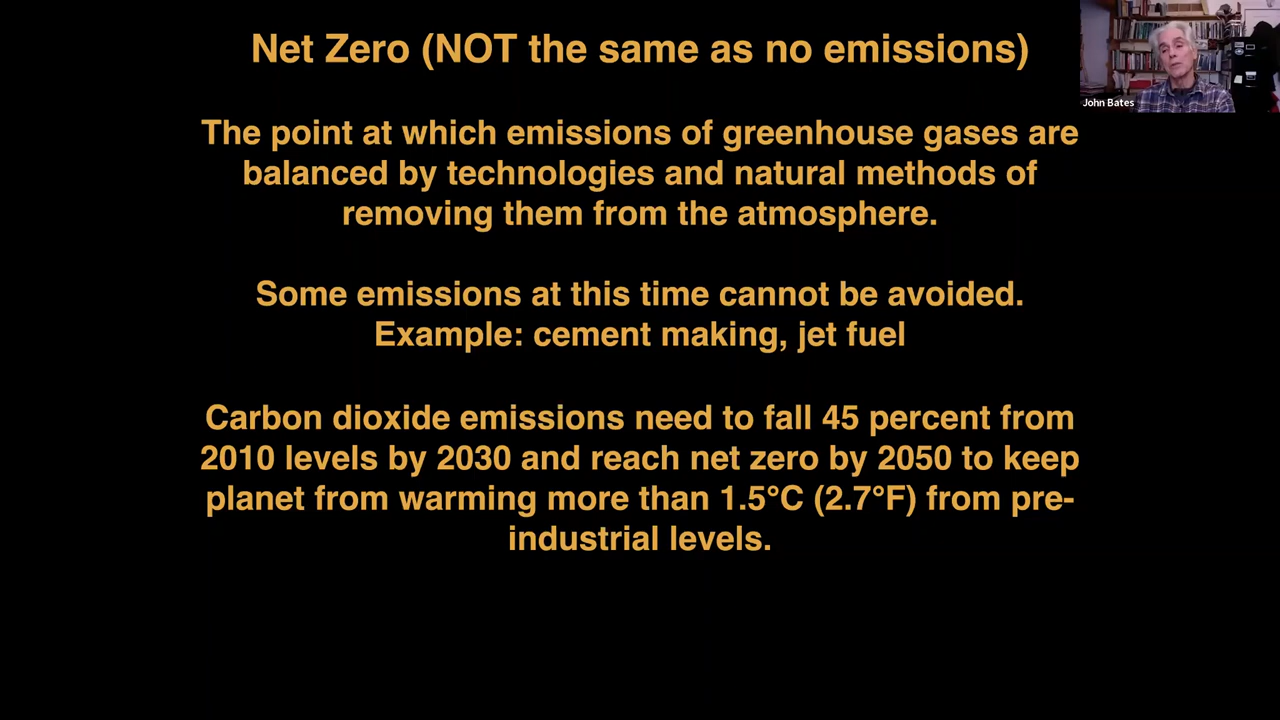 Net Zero (NOT the same as no emissions)
John Bates
The point at which emissions of greenhouse gases are
balanced by technologies and natural methods of
removing them from the atmosphere.
Some emissions at this time cannot be avoided.
Example: cement making, jet fuel
Carbon dioxide emissions need to fall 45 percent from
2010 levels by 2030 and reach net zero by 2050 to keep
planet from warming more than 1.5°C (2.7°F) from pre-
industrial levels.